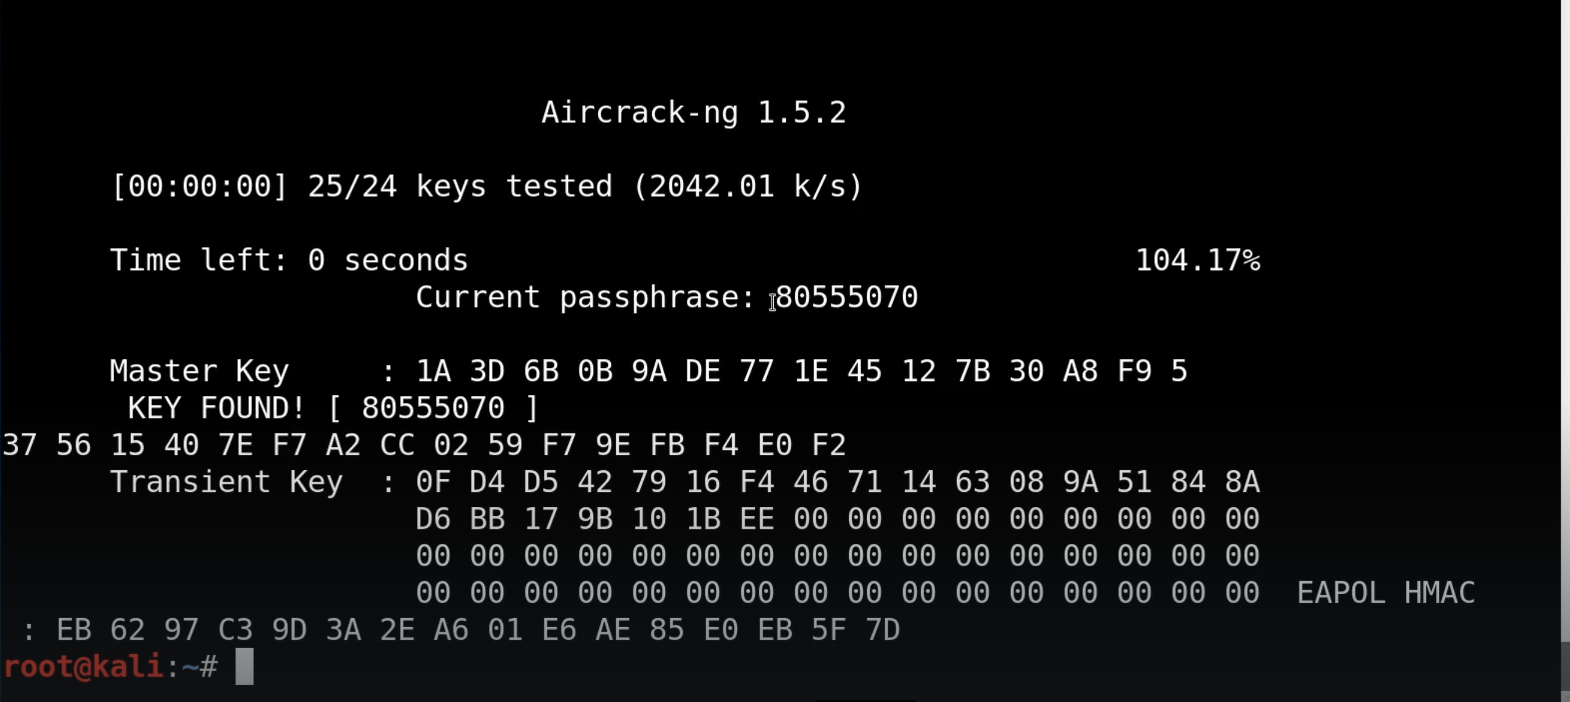 Aircrack-ng 1.5.2
[00:00:00] 25/24 keys tested (2042.01 k/s)
Time left: 0 seconds 104.17%
Current passphrase: 80555070
Master Key : 1A 3D 6B 0B 9A DE 77 1E 45 12 7B 30 A8 F9 5
KEY FOUND! [ 80555070 ]
37 56 15 40 7E F7 A2 CC 02 59 F7 9E FB F4 E0 F2
Transient Key : 0F D4 D5 42 79 16 F4 46 71 14 63 08 9A 51 84 8A
D6 BB 17 9B 10 1B EE 00 00 00 00 00 00 00 00 00
00 00 00 00 00 00 00 00 00 00 00 00 00 00 00 00
00 00 00 00 00 00 00 00 00 00 00 00 00 00 00 00 EAPOL HMAC
: EB 62 97 C3 9D 3A 2E A6 01 E6 AE 85 E0 EB 5F 7D
root@kali:~#